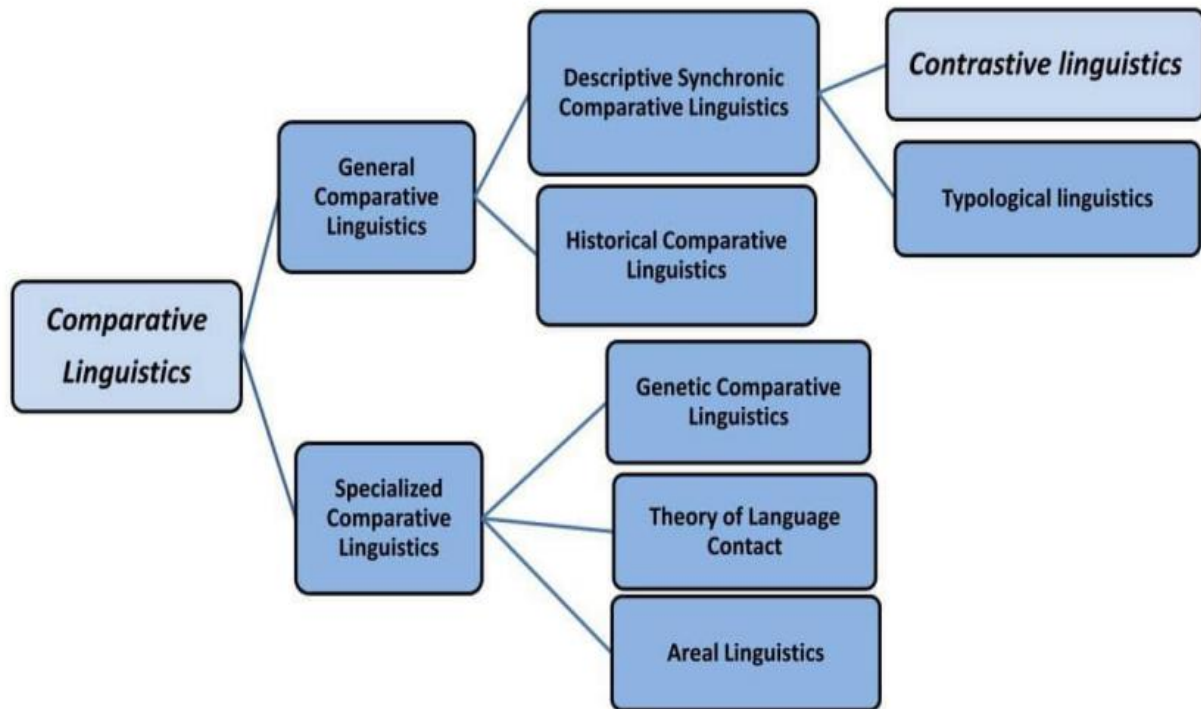 Comparative
Linguistics
General
Comparative
Linguistics
Descriptive Synchronic
Comparative Linguistics
Contrastive linguistics
Typological linguistics
Historical Comparative
Linguistics
Specialized
Comparative
Linguistics
Genetic Comparative
Linguistics
Theory of Language
Contact
Areal Linguistics